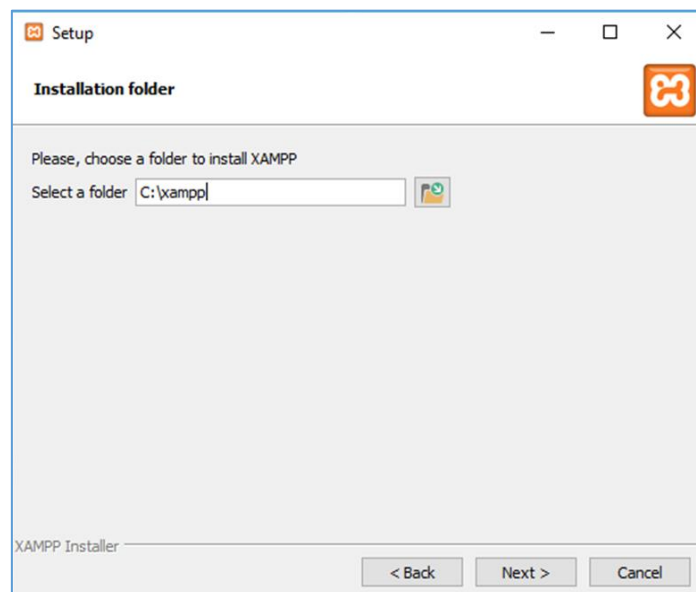 Setup
Installation folder
Please, choose a folder to install XAMPP
Select a folder C:\xampp
XAMPP Installer
< Back Next > Cancel